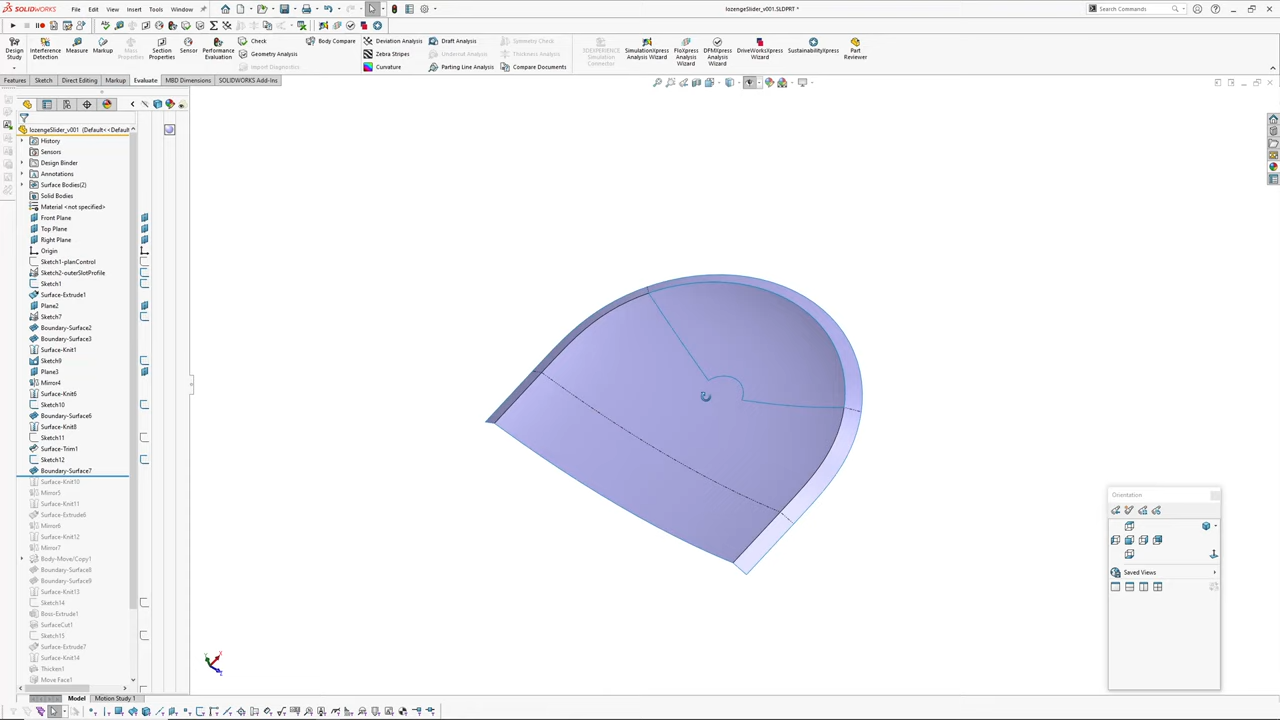 SOLIDWORKS File Edit View Insert Tools Window
lozengeSlider_v001.SLDPRT *
Search Commands
Design Study
Interference Detection
Measure
Markup
Mass Properties
Section Properties
Sensor
Performance Evaluation
Check
Geometry Analysis
Import Diagnostics
Body Compare
Deviation Analysis
Zebra Stripes
Curvature
Draft Analysis
Undercut Analysis
Parting Line Analysis
Symmetry Check
Thickness Analysis
Compare Documents
3DEXPERIENCE Simulation Connector
SimulationXpress Analysis Wizard
FloXpress Analysis Wizard
DFMXpress Analysis Wizard
DriveWorksXpress Wizard
Sustainability
Part Reviewer
Features Sketch Direct Editing Markup Evaluate MBD Dimensions SOLIDWORKS Add-Ins
lozengeSlider_v001 (Default<<Default
History
Sensors
Design Binder
Annotations
Surface Bodies(2)
Solid Bodies
Material <not specified>
Front Plane
Top Plane
Right Plane
Origin
Sketch1-planControl
Sketch2-outerSlotProfile
Sketch1
Surface-Extrude1
Plane2
Sketch7
Boundary-Surface2
Boundary-Surface3
Surface-Knit1
Sketch9
Plane3
Mirror4
Surface-Knit6
Sketch10
Boundary-Surface6
Surface-Knit8
Sketch11
Surface-Trim1
Sketch12
Boundary-Surface7
Surface-Knit10
Mirror5
Surface-Knit11
Surface-Extrude6
Mirror6
Surface-Knit12
Mirror7
Body-Move/Copy1
Boundary-Surface8
Boundary-Surface9
Surface-Knit13
Sketch14
Boss-Extrude1
SurfaceCut1
Sketch15
Surface-Extrude7
Surface-Knit14
Thicken1
Move Face1
Orientation
Saved Views
Model Motion Study 1